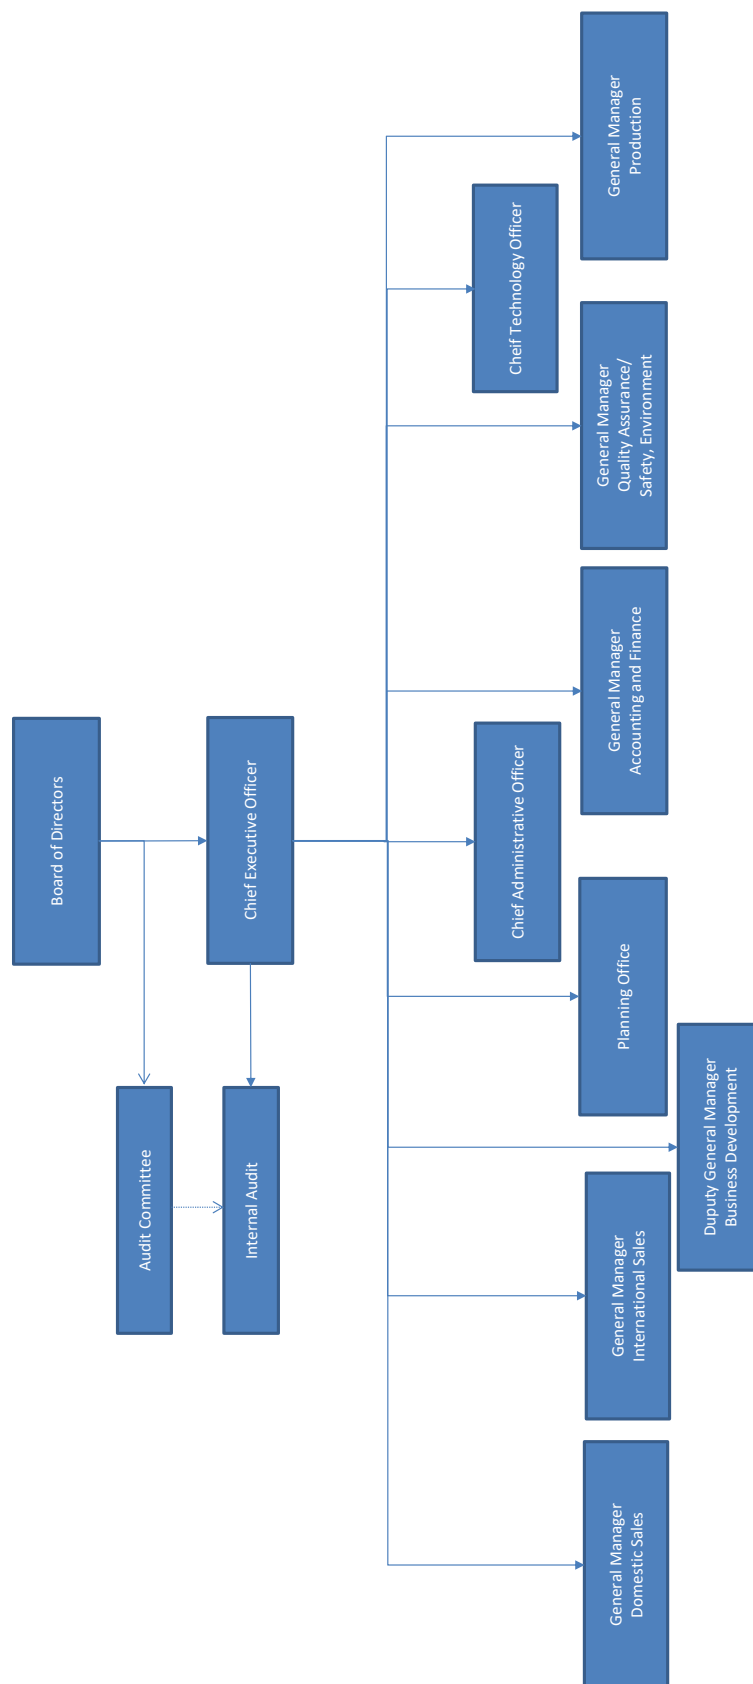 Board of Directors
Audit Committee
Chief Executive Officer
Internal Audit
Chief Administrative Officer
Cheif Technology Officer
General Manager
Domestic Sales
General Manager
International Sales
Duputy General Manager
Business Development
Planning Office
General Manager
Accounting and Finance
General Manager
Quality Assurance/
Safety, Environment
General Manager
Production